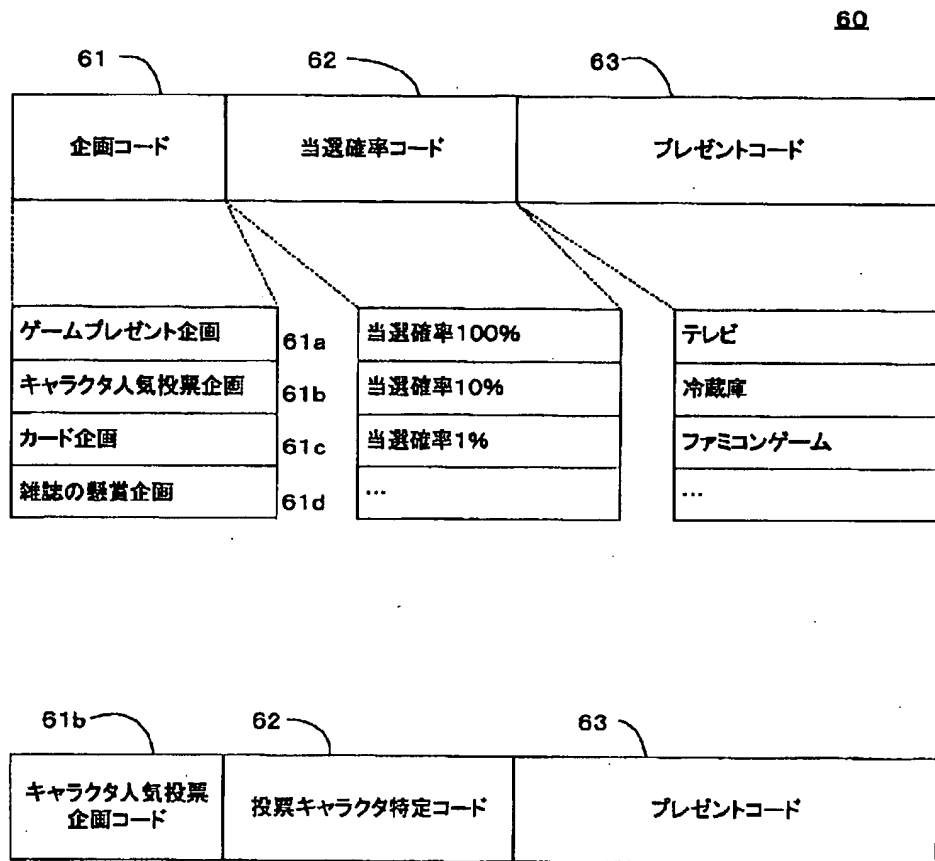 60
61
62
63
企画コード
当選確率コード
プレゼントコード
ゲームプレゼント企画
61a
当選確率100%
テレビ
キャラクタ人気投票企画
61b
当選確率10%
冷蔵庫
カード企画
61c
当選確率1%
ファミコンゲーム
雑誌の懸賞企画
61d
…
…
61b
62
63
キャラクタ人気投票
企画コード
投票キャラクタ特定コード
プレゼントコード